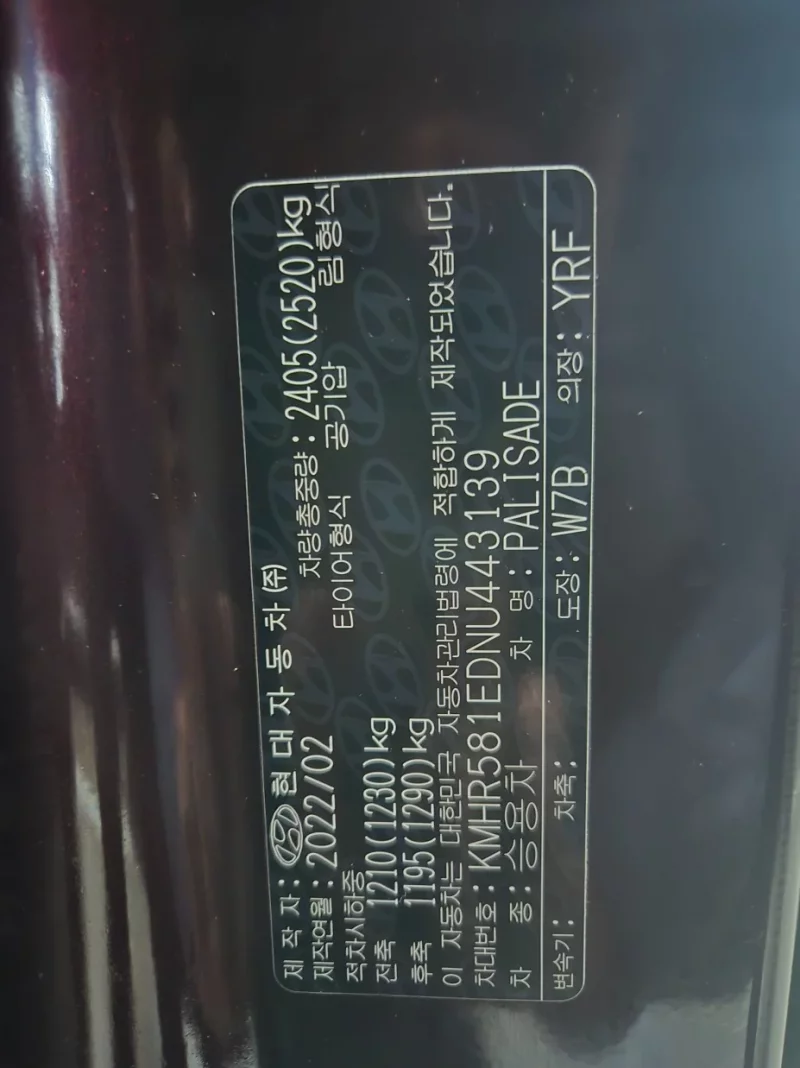 제 작 자 : 현 대 자 동 차 (주)
제작연월 : 2022/02 차량총중량 : 2405(2520)kg
적차시하중 타이어형식 공기압 림형식
전축 1210(1230)kg
후축 1195(1290)kg
이 자동차는 대한민국 자동차관리법령에 적합하게 제작되었습니다.
차대번호 : KMHR581EDNU443139
차 종 : 승용차 차 명 : PALISADE
변속기: 차축: 도장: W7B 의장: YRF